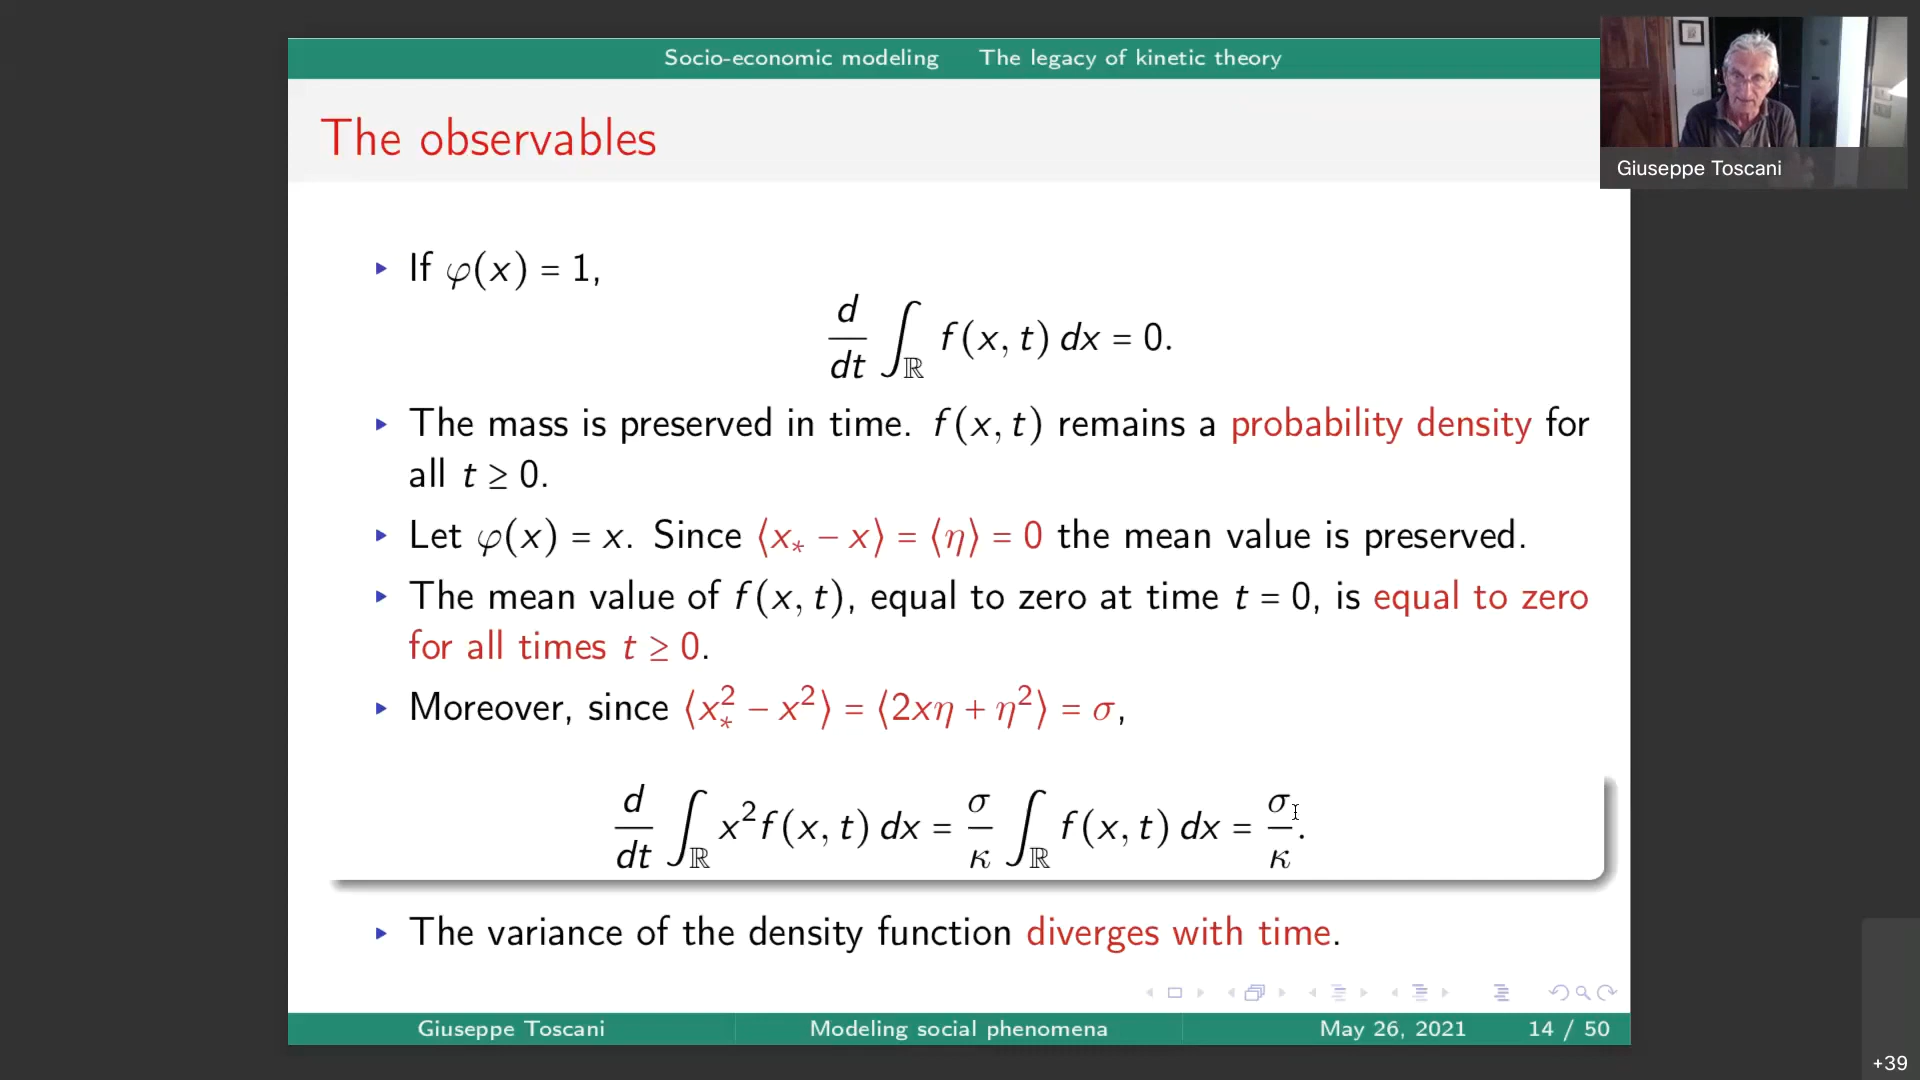 Socio-economic modeling The legacy of kinetic theory
Giuseppe Toscani
The observables
▸ If φ(x) = 1,
d/dt ∫_ℝ f(x, t) dx = 0.
▸ The mass is preserved in time. f(x, t) remains a probability density for
all t ≥ 0.
▸ Let φ(x) = x. Since ⟨x_* − x⟩ = ⟨η⟩ = 0 the mean value is preserved.
▸ The mean value of f(x, t), equal to zero at time t = 0, is equal to zero
for all times t ≥ 0.
▸ Moreover, since ⟨x_*^2 − x^2⟩ = ⟨2xη + η^2⟩ = σ,
d/dt ∫_ℝ x^2 f(x, t) dx = σ/κ ∫_ℝ f(x, t) dx = σ/κ.
▸ The variance of the density function diverges with time.
Giuseppe Toscani Modeling social phenomena May 26, 2021 14 / 50
+39